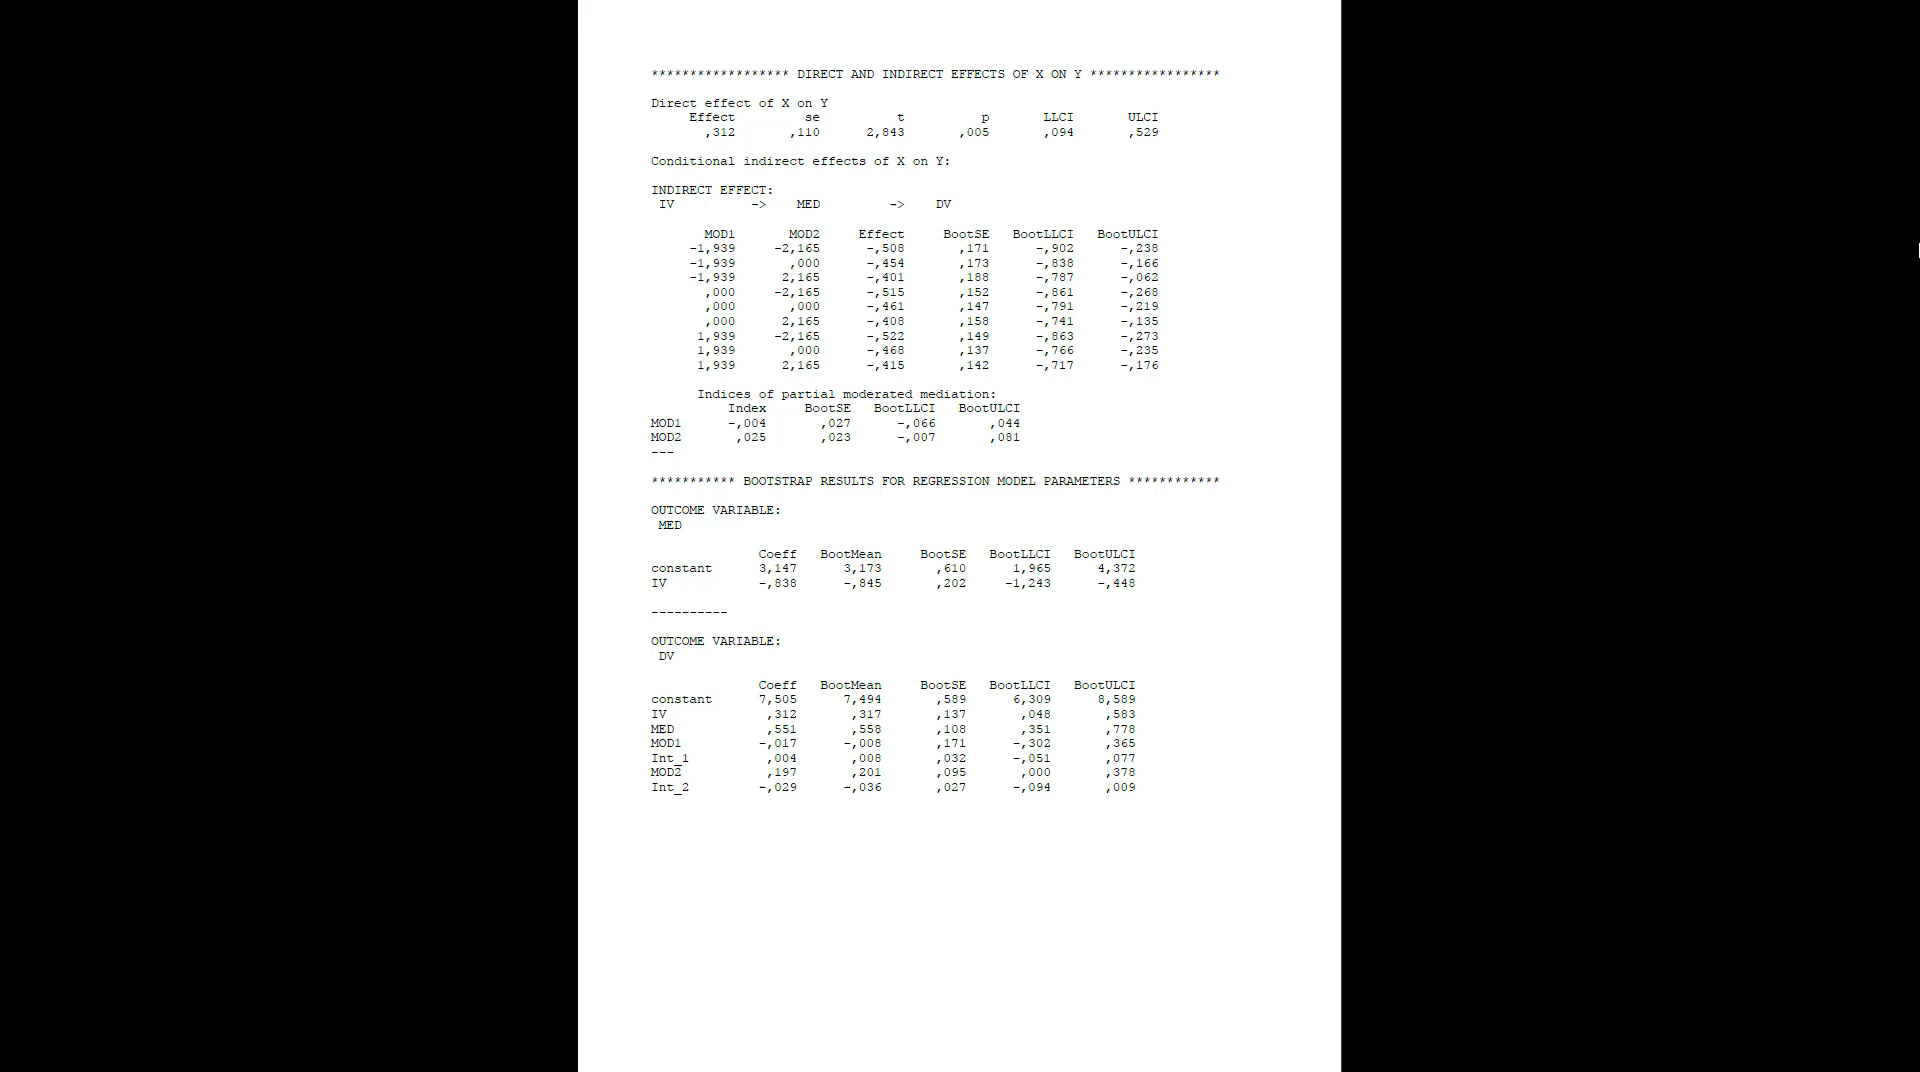 ****************** DIRECT AND INDIRECT EFFECTS OF X ON Y *****************
Direct effect of X on Y
Effect se t p LLCI ULCI
,312 ,110 2,843 ,005 ,094 ,529
Conditional indirect effects of X on Y:
INDIRECT EFFECT:
IV -> MED -> DV
MOD1 MOD2 Effect BootSE BootLLCI BootULCI
-1,939 -2,165 -,508 ,171 -,902 -,238
-1,939 ,000 -,454 ,173 -,838 -,166
-1,939 2,165 -,401 ,188 -,787 -,062
,000 -2,165 -,515 ,152 -,861 -,268
,000 ,000 -,461 ,147 -,791 -,219
,000 2,165 -,408 ,158 -,741 -,135
1,939 -2,165 -,522 ,149 -,863 -,273
1,939 ,000 -,468 ,137 -,766 -,235
1,939 2,165 -,415 ,142 -,717 -,176
Indices of partial moderated mediation:
Index BootSE BootLLCI BootULCI
MOD1 -,004 ,027 -,066 ,044
MOD2 ,025 ,023 -,007 ,081
---
*********** BOOTSTRAP RESULTS FOR REGRESSION MODEL PARAMETERS ************
OUTCOME VARIABLE:
MED
Coeff BootMean BootSE BootLLCI BootULCI
constant 3,147 3,173 ,610 1,965 4,372
IV -,838 -,845 ,202 -1,243 -,448
----------
OUTCOME VARIABLE:
DV
Coeff BootMean BootSE BootLLCI BootULCI
constant 7,505 7,494 ,589 6,309 8,589
IV ,312 ,317 ,137 ,048 ,583
MED ,551 ,558 ,108 ,351 ,778
MOD1 -,017 -,008 ,171 -,302 ,365
Int_1 ,004 ,008 ,032 -,051 ,077
MOD2 ,197 ,201 ,095 ,000 ,378
Int_2 -,029 -,036 ,027 -,094 ,009